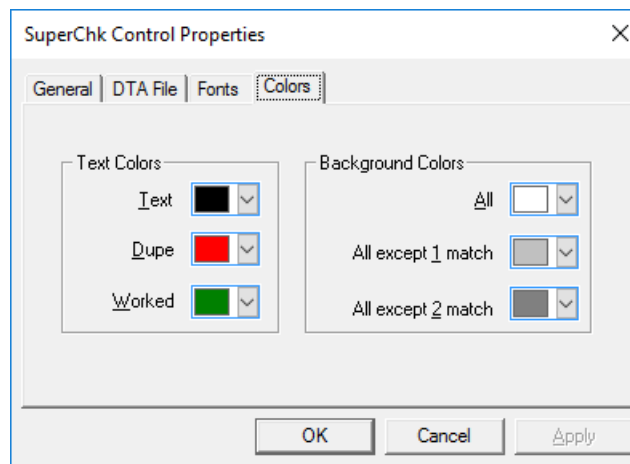 SuperChk Control Properties
General DTA File Fonts Colors
Text Colors
Text
Dupe
Worked
Background Colors
All
All except 1 match
All except 2 match
OK Cancel Apply